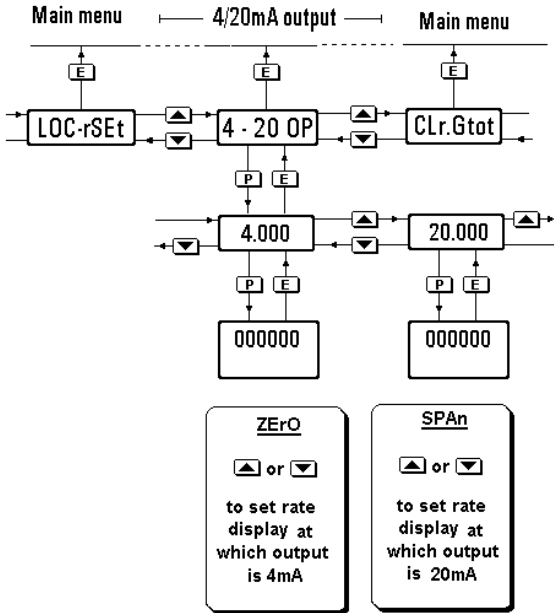 Main menu
4/20mA output
Main menu
E
E
E
LOC-rSEt
4 - 20 OP
CLr.Gtot
P
E
4.000
20.000
P
E
P
E
000000
000000
ZErO
or
to set rate
display at
which output
is 4mA
SPAn
or
to set rate
display at
which output
is 20mA